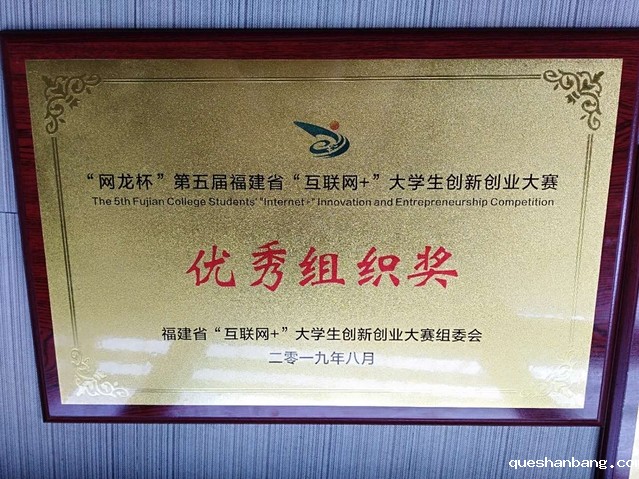 “网龙杯”第五届福建省“互联网+”大学生创新创业大赛
The 5th Fujian College Students' "Internet+" Innovation and Entrepreneurship Competition
优秀组织奖
福建省“互联网+”大学生创新创业大赛组委会
二零一九年八月
queshanbang.co